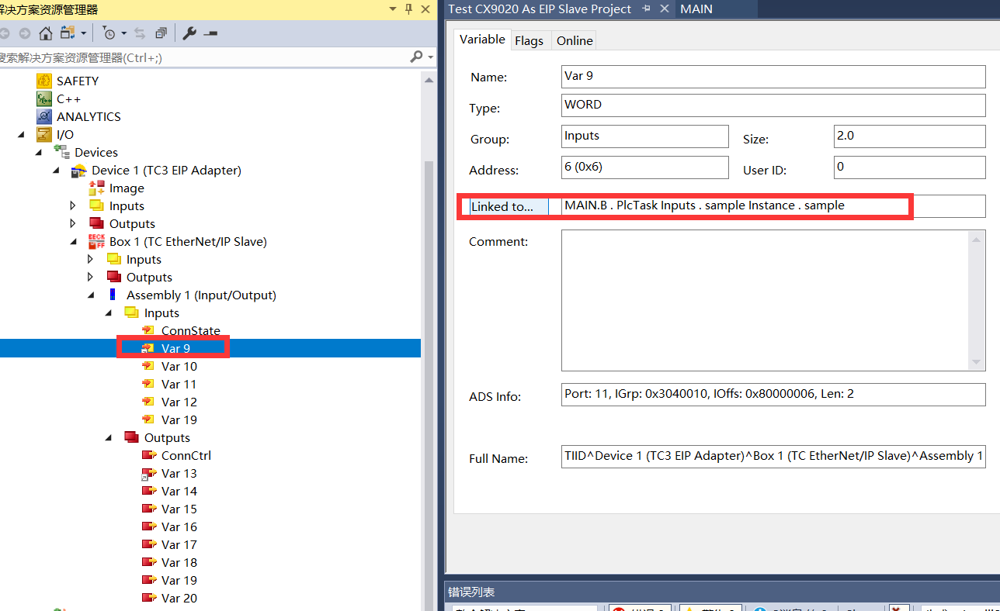 解决方案资源管理器
搜索解决方案资源管理器(Ctrl+;)
SAFETY
C++
ANALYTICS
I/O
Devices
Device 1 (TC3 EIP Adapter)
Image
Inputs
Outputs
Box 1 (TC EtherNet/IP Slave)
Inputs
Outputs
Assembly 1 (Input/Output)
Inputs
ConnState
Var 9
Var 10
Var 11
Var 12
Var 19
Outputs
ConnCtrl
Var 13
Var 14
Var 15
Var 16
Var 17
Var 18
Var 19
Var 20
Test CX9020 As EIP Slave Project MAIN
Variable Flags Online
Name: Var 9
Type: WORD
Group: Inputs Size: 2.0
Address: 6 (0x6) User ID: 0
Linked to... MAIN.B . PlcTask Inputs . sample Instance . sample
Comment:
ADS Info: Port: 11, IGrp: 0x3040010, IOffs: 0x80000006, Len: 2
Full Name: TIID^Device 1 (TC3 EIP Adapter)^Box 1 (TC EtherNet/IP Slave)^Assembly 1
错误列表